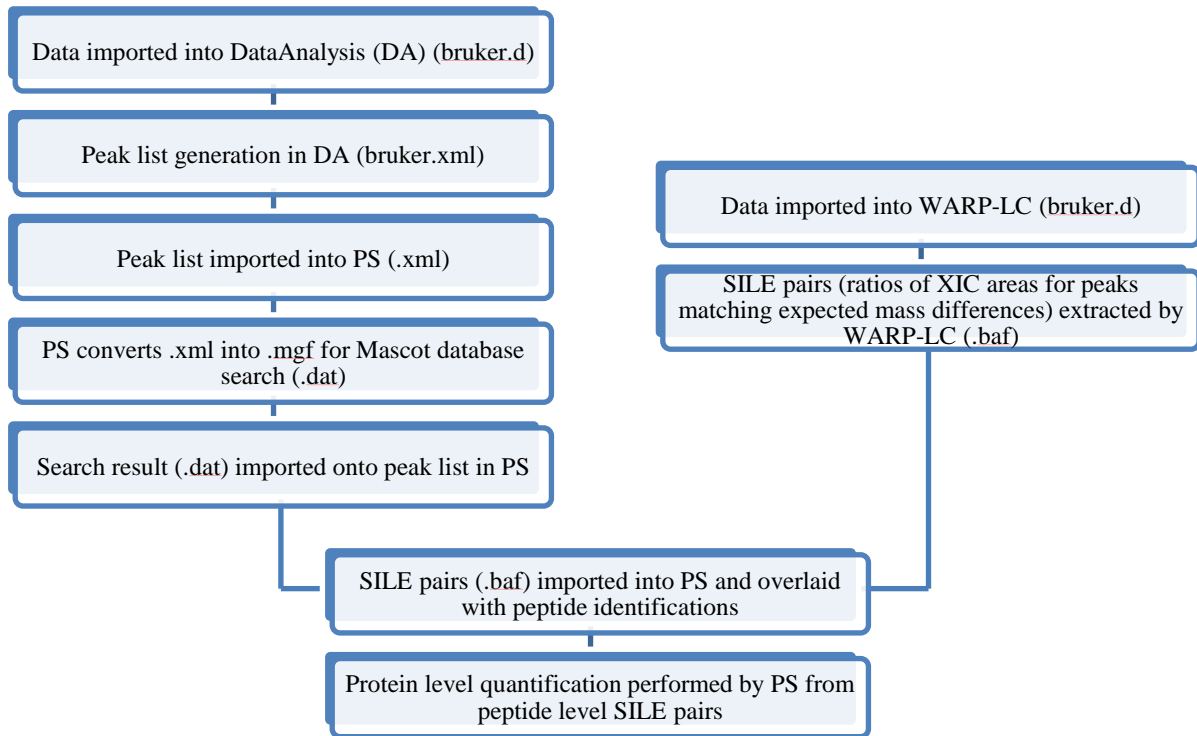 Data imported into DataAnalysis (DA) (bruker.d)
Peak list generation in DA (bruker.xml)
Peak list imported into PS (.xml)
PS converts .xml into .mgf for Mascot database
search (.dat)
Search result (.dat) imported onto peak list in PS
Data imported into WARP-LC (bruker.d)
SILE pairs (ratios of XIC areas for peaks
matching expected mass differences) extracted by
WARP-LC (.baf)
SILE pairs (.baf) imported into PS and overlaid
with peptide identifications
Protein level quantification performed by PS from
peptide level SILE pairs